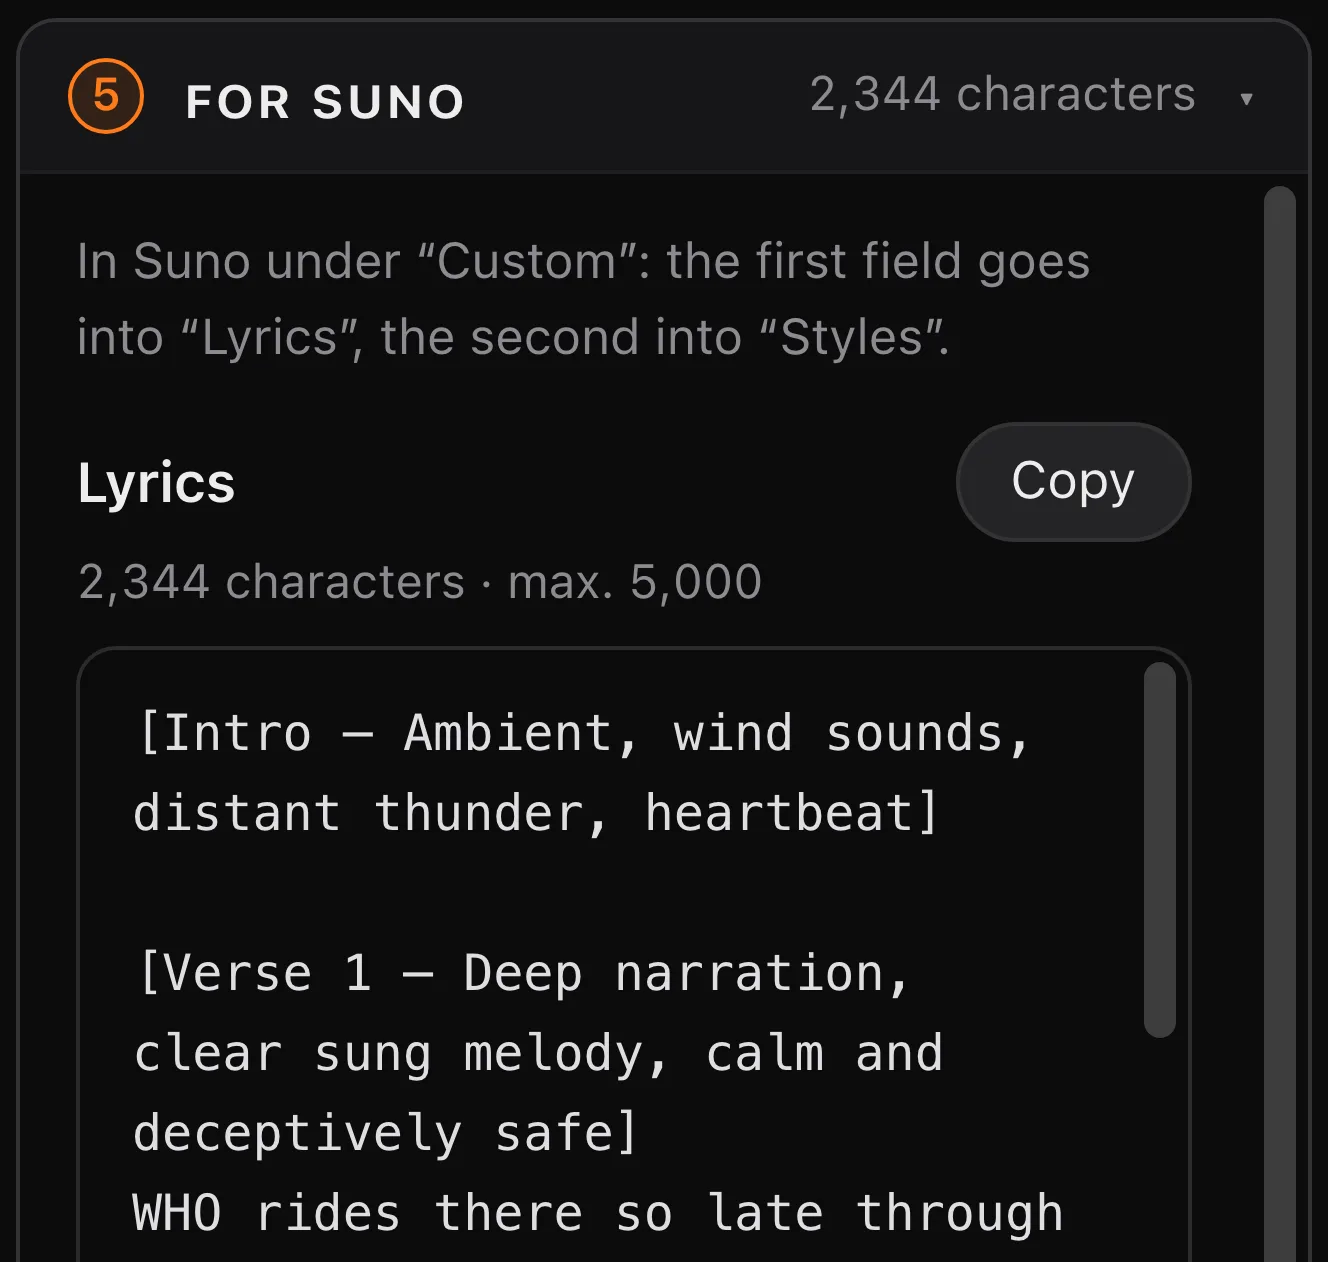 5 FOR SUNO 2,344 characters ▾
In Suno under “Custom”: the first field goes
into “Lyrics”, the second into “Styles”.
Lyrics Copy
2,344 characters · max. 5,000
[Intro – Ambient, wind sounds,
distant thunder, heartbeat]
[Verse 1 – Deep narration,
clear sung melody, calm and
deceptively safe]
WHO rides there so late through